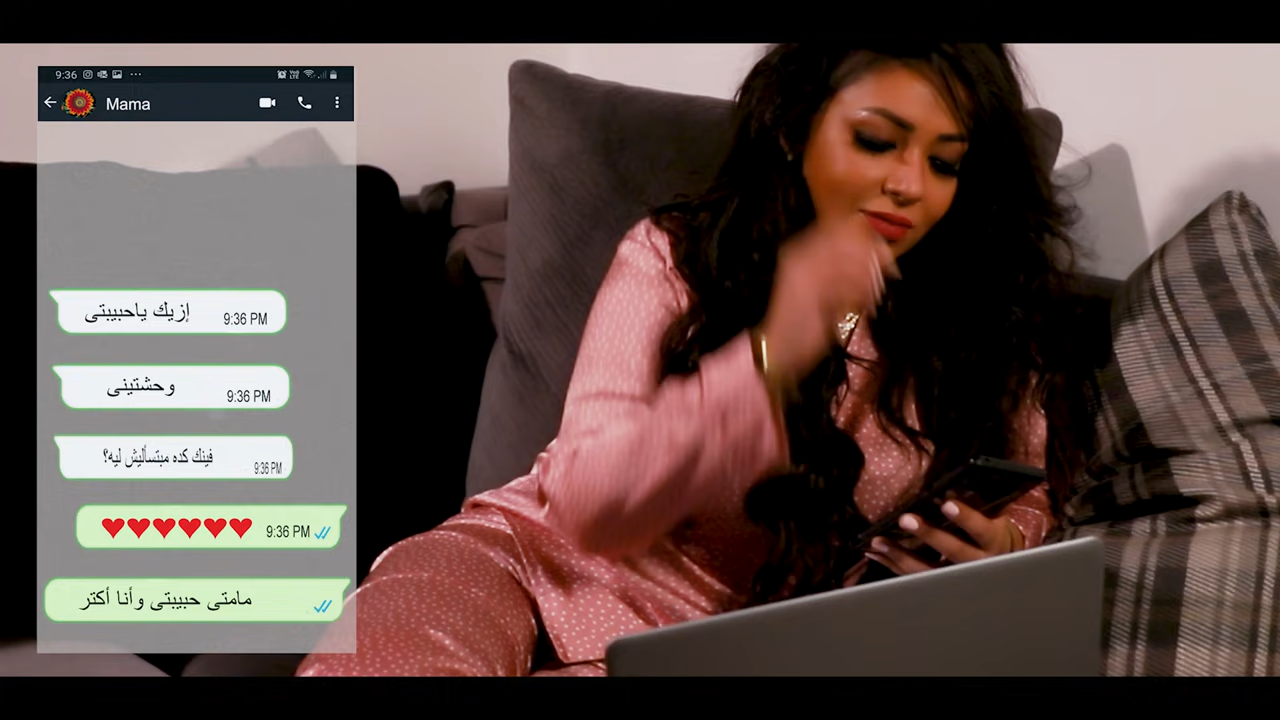 9:36
Mama
إزيك ياحبيبتى 9:36 PM
وحشتينى 9:36 PM
فينك كده مبتسأليش ليه؟ 9:36 PM
♥♥♥♥♥♥ 9:36 PM
مامتى حبيبتى وأنا أكتر